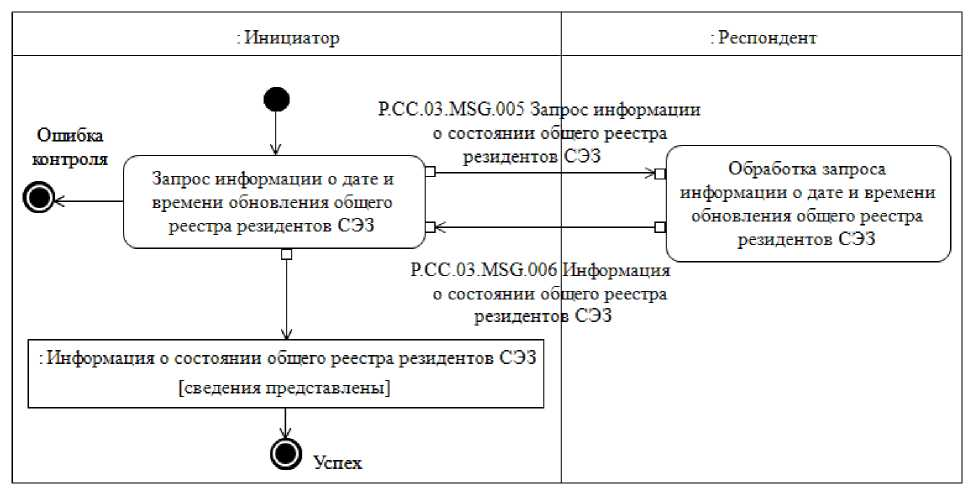 : Инициатор
: Респондент
P.CC.03.MSG.005 Запрос информации
о состоянии общего реестра
резидентов СЭЗ
Ошибка
контроля
Запрос информации о дате и
времени обновления общего
реестра резидентов СЭЗ
Обработка запроса
информации о дате и времени
обновления общего реестра
резидентов СЭЗ
P.CC.03.MSG.006 Информация
о состоянии общего реестра
резидентов СЭЗ
: Информация о состоянии общего реестра резидентов СЭЗ
[сведения представлены]
Успех